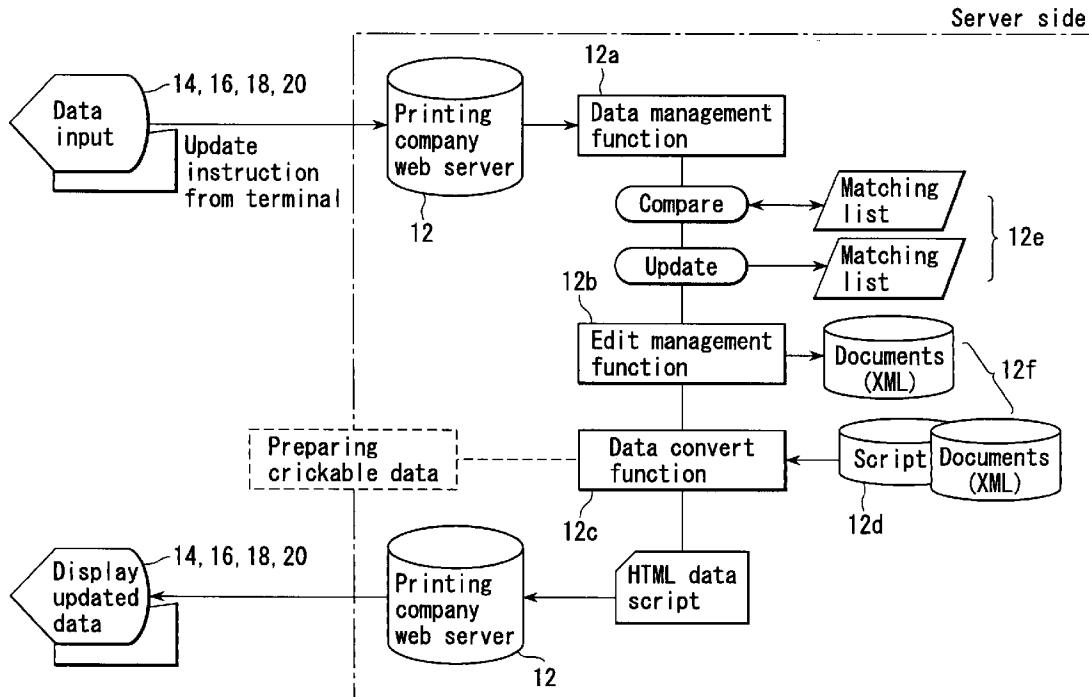 Server side
14, 16, 18, 20
Data
input
Update
instruction
from terminal
Printing
company
web server
12
12a
Data management
function
Compare
Matching
list
12e
Update
Matching
list
12b
Edit management
function
Documents
(XML)
12f
Preparing
crickable data
Data convert
function
Script
Documents
(XML)
12c
12d
14, 16, 18, 20
Display
updated
data
Printing
company
web server
12
HTML data
script